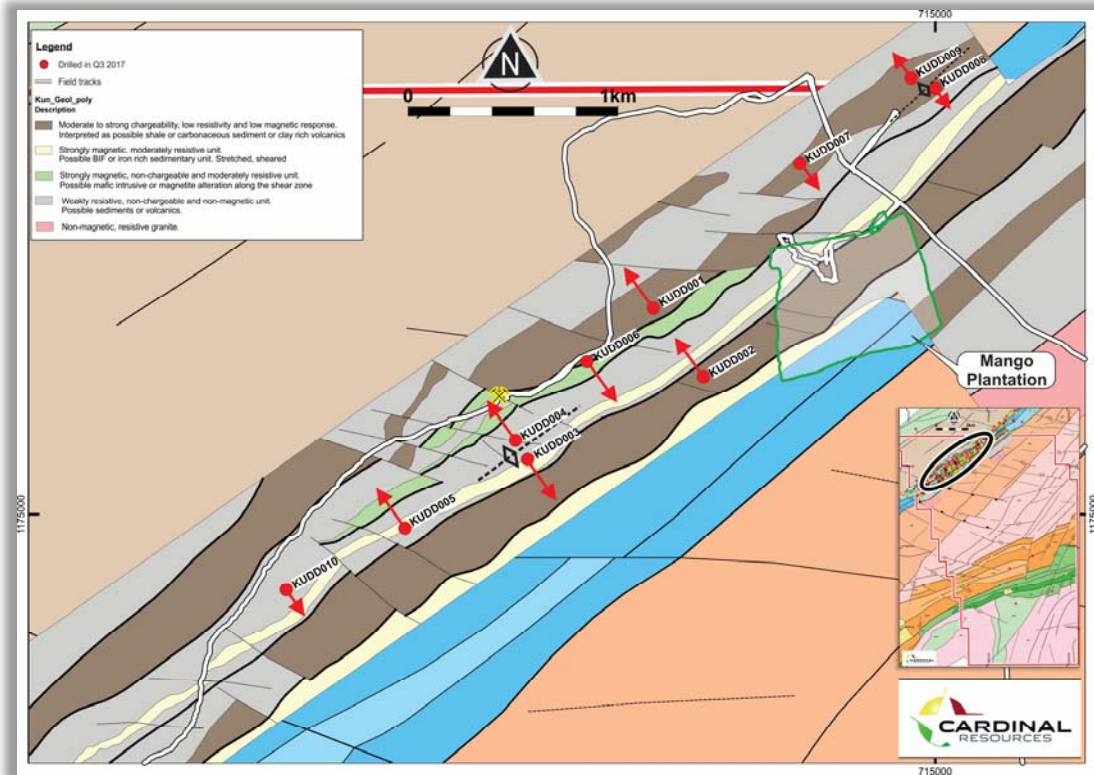 715000
Legend
Drilled in Q3 2017
Field tracks
Kun_Geol_poly
Description
Moderate to strong chargeability, low resistivity and low magnetic response.
Interpreted as possible shale or carbonaceous sediment or clay rich volcanics
Strongly magnetic, moderately resistive unit.
Possible BIF or iron rich sedimentary unit. Stretched, sheared
Strongly magnetic, non-chargeable and moderately resistive unit.
Possible mafic intrusive or magnetite alteration along the shear zone
Weakly resistive, non-chargeable and non-magnetic unit.
Possible sediments or volcanics.
Non-magnetic, resistive granite.
N
0 1km
KUDD009
KUDD008
KUDD007
KUDD001
KUDD006
KUDD002
KUDD004
KUDD003
KUDD005
KUDD010
Mango
Plantation
1175000
1175000
CARDINAL
RESOURCES
715000